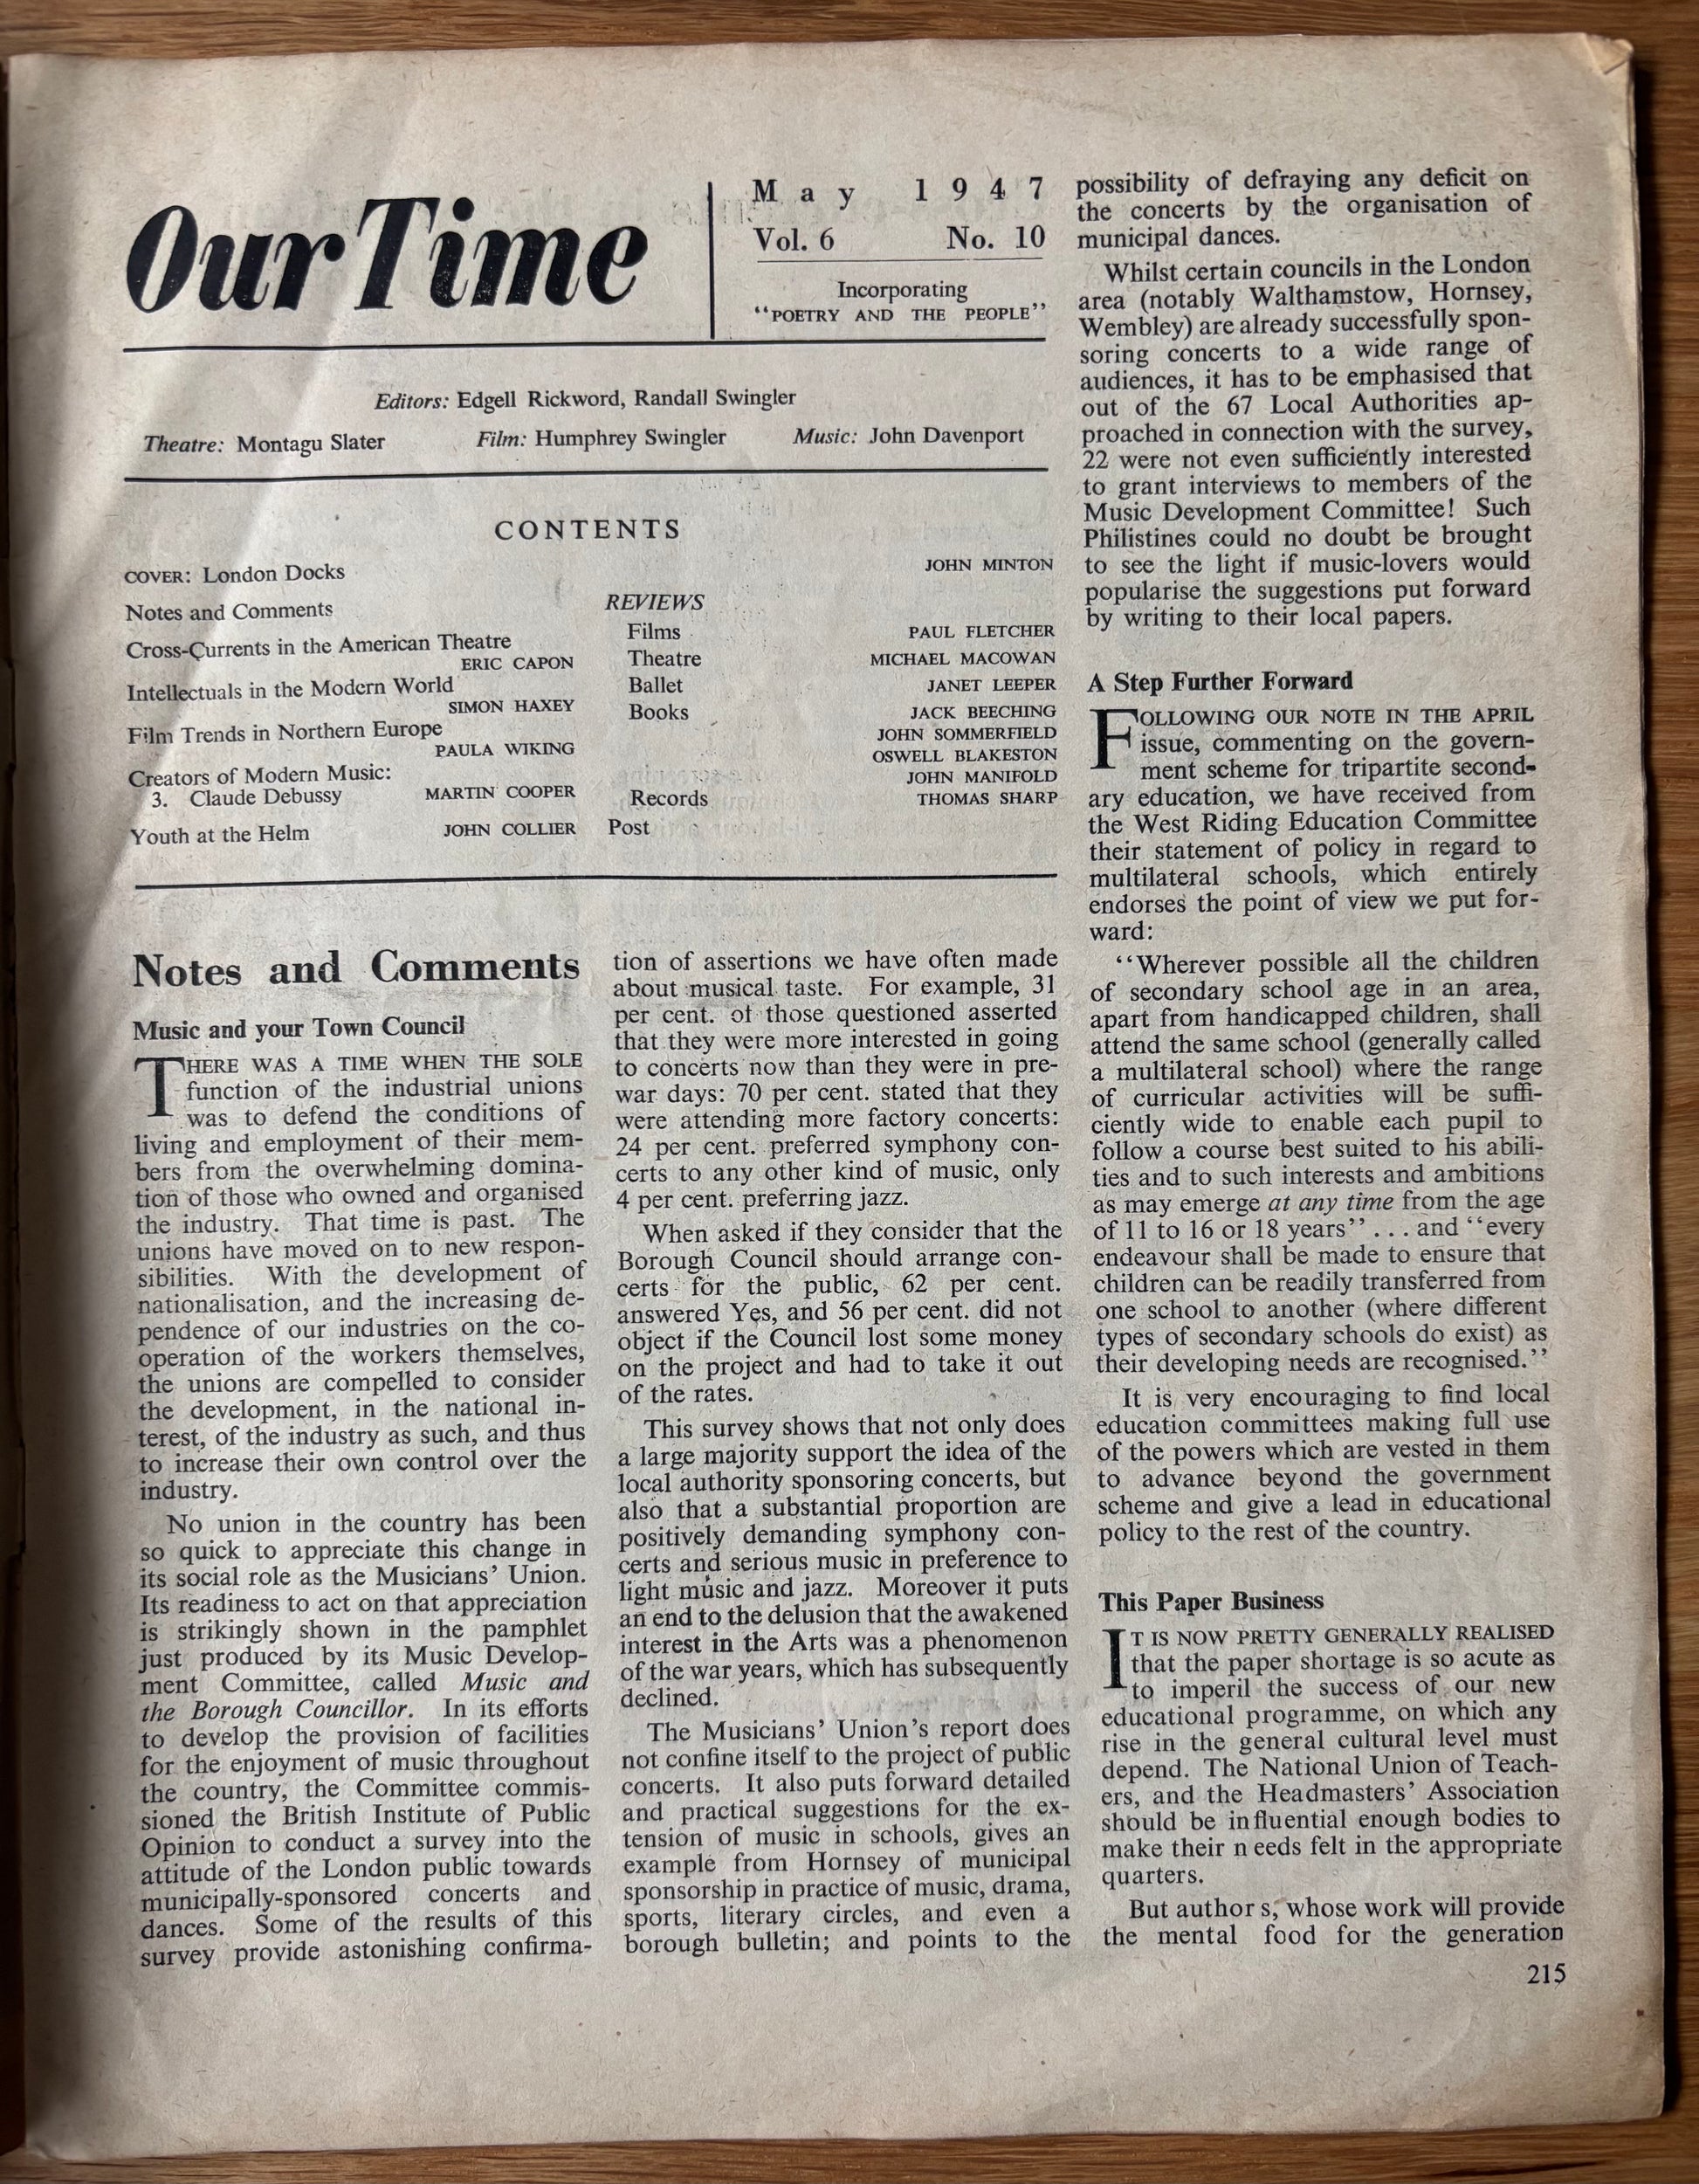 Our Time
May 1947
Vol. 6 No. 10
Incorporating
"POETRY AND THE PEOPLE"
Editors: Edgell Rickword, Randall Swingler
Theatre: Montagu Slater Film: Humphrey Swingler Music: John Davenport
CONTENTS
COVER: London Docks JOHN MINTON
Notes and Comments
Cross-Currents in the American Theatre
ERIC CAPON
Intellectuals in the Modern World
SIMON HAXEY
Film Trends in Northern Europe
PAULA WIKING
Creators of Modern Music:
3. Claude Debussy MARTIN COOPER
Youth at the Helm JOHN COLLIER
REVIEWS
Films PAUL FLETCHER
Theatre MICHAEL MACOWAN
Ballet JANET LEEPER
Books JACK BEECHING
JOHN SOMMERFIELD
OSWELL BLAKESTON
JOHN MANIFOLD
Records THOMAS SHARP
Post
Notes and Comments
Music and your Town Council
THERE WAS A TIME WHEN THE SOLE
function of the industrial unions
was to defend the conditions of
living and employment of their mem-
bers from the overwhelming domina-
tion of those who owned and organised
the industry. That time is past. The
unions have moved on to new respon-
sibilities. With the development of
nationalisation, and the increasing de-
pendence of our industries on the co-
operation of the workers themselves,
the unions are compelled to consider
the development, in the national in-
terest, of the industry as such, and thus
to increase their own control over the
industry.
No union in the country has been
so quick to appreciate this change in
its social role as the Musicians' Union.
Its readiness to act on that appreciation
is strikingly shown in the pamphlet
just produced by its Music Develop-
ment Committee, called Music and
the Borough Councillor. In its efforts
to develop the provision of facilities
for the enjoyment of music throughout
the country, the Committee commis-
sioned the British Institute of Public
Opinion to conduct a survey into the
attitude of the London public towards
municipally-sponsored concerts and
dances. Some of the results of this
survey provide astonishing confirma-
tion of assertions we have often made
about musical taste. For example, 31
per cent. of those questioned asserted
that they were more interested in going
to concerts now than they were in pre-
war days: 70 per cent. stated that they
were attending more factory concerts:
24 per cent. preferred symphony con-
certs to any other kind of music, only
4 per cent. preferring jazz.
When asked if they consider that the
Borough Council should arrange con-
certs for the public, 62 per cent.
answered Yes, and 56 per cent. did not
object if the Council lost some money
on the project and had to take it out
of the rates.
This survey shows that not only does
a large majority support the idea of the
local authority sponsoring concerts, but
also that a substantial proportion are
positively demanding symphony con-
certs and serious music in preference to
light music and jazz. Moreover it puts
an end to the delusion that the awakened
interest in the Arts was a phenomenon
of the war years, which has subsequently
declined.
The Musicians' Union's report does
not confine itself to the project of public
concerts. It also puts forward detailed
and practical suggestions for the ex-
tension of music in schools, gives an
example from Hornsey of municipal
sponsorship in practice of music, drama,
sports, literary circles, and even a
borough bulletin; and points to the
possibility of defraying any deficit on
the concerts by the organisation of
municipal dances.
Whilst certain councils in the London
area (notably Walthamstow, Hornsey,
Wembley) are already successfully spon-
soring concerts to a wide range of
audiences, it has to be emphasised that
out of the 67 Local Authorities ap-
proached in connection with the survey,
22 were not even sufficiently interested
to grant interviews to members of the
Music Development Committee! Such
Philistines could no doubt be brought
to see the light if music-lovers would
popularise the suggestions put forward
by writing to their local papers.
A Step Further Forward
FOLLOWING OUR NOTE IN THE APRIL
issue, commenting on the govern-
ment scheme for tripartite second-
ary education, we have received from
the West Riding Education Committee
their statement of policy in regard to
multilateral schools, which entirely
endorses the point of view we put for-
ward:
"Wherever possible all the children
of secondary school age in an area,
apart from handicapped children, shall
attend the same school (generally called
a multilateral school) where the range
of curricular activities will be suffi-
ciently wide to enable each pupil to
follow a course best suited to his abili-
ties and to such interests and ambitions
as may emerge at any time from the age
of 11 to 16 or 18 years" . . . and "every
endeavour shall be made to ensure that
children can be readily transferred from
one school to another (where different
types of secondary schools do exist) as
their developing needs are recognised."
It is very encouraging to find local
education committees making full use
of the powers which are vested in them
to advance beyond the government
scheme and give a lead in educational
policy to the rest of the country.
This Paper Business
IT IS NOW PRETTY GENERALLY REALISED
that the paper shortage is so acute as
to imperil the success of our new
educational programme, on which any
rise in the general cultural level must
depend. The National Union of Teach-
ers, and the Headmasters' Association
should be influential enough bodies to
make their n eeds felt in the appropriate
quarters.
But author s, whose work will provide
the mental food for the generation
215